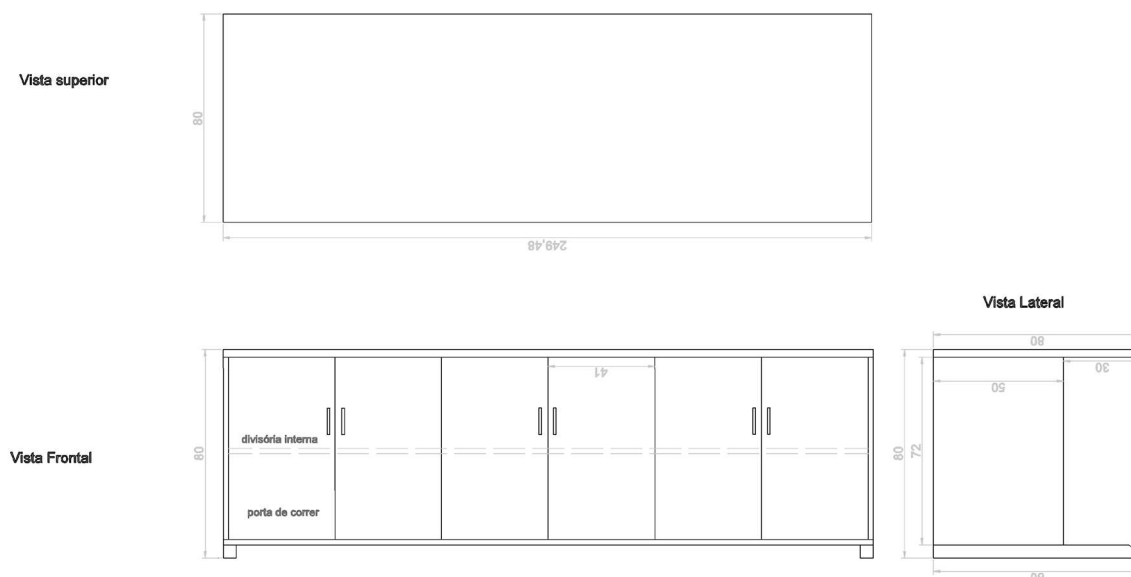 Vista superior
80
249,48
Vista Lateral
80
41
30
50
divisória interna
Vista Frontal
80
80
72
porta de correr